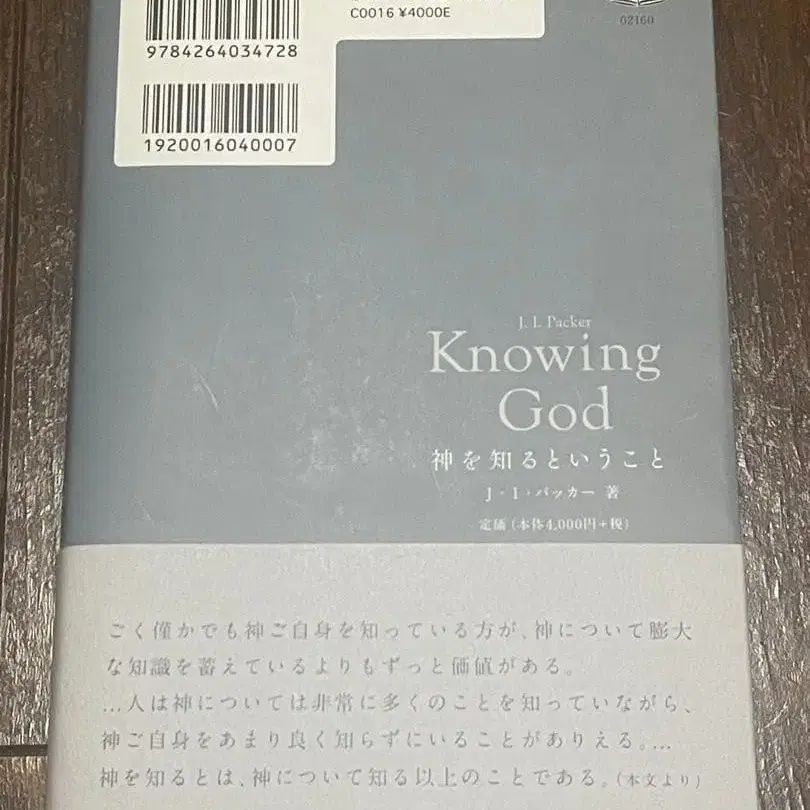 9784264034728
C0016 ¥4000E
1920016040007
02160
J. I. Packer
Knowing
God
神を知るということ
J・I・パッカー 著
定価(本体4,000円+税)
ごく僅かでも神ご自身を知っている方が、神について膨大
な知識を蓄えているよりもずっと価値がある。
…人は神については非常に多くのことを知っていながら、
神ご自身をあまり良く知らずにいることがありえる。…
神を知るとは、神について知る以上のことである。(本文より)